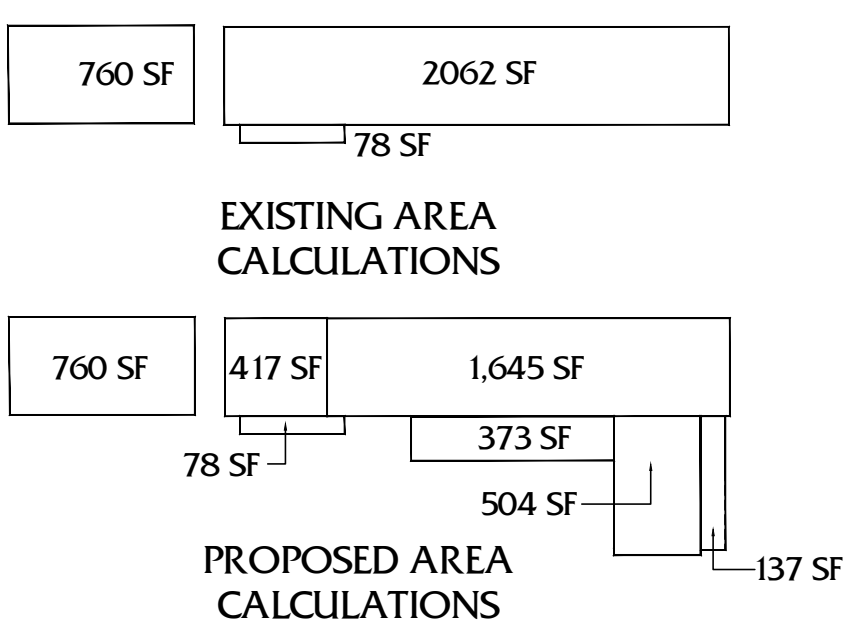 760 SF
2062 SF
78 SF
EXISTING AREA
CALCULATIONS
760 SF
417 SF
1,645 SF
373 SF
78 SF
504 SF
137 SF
PROPOSED AREA
CALCULATIONS